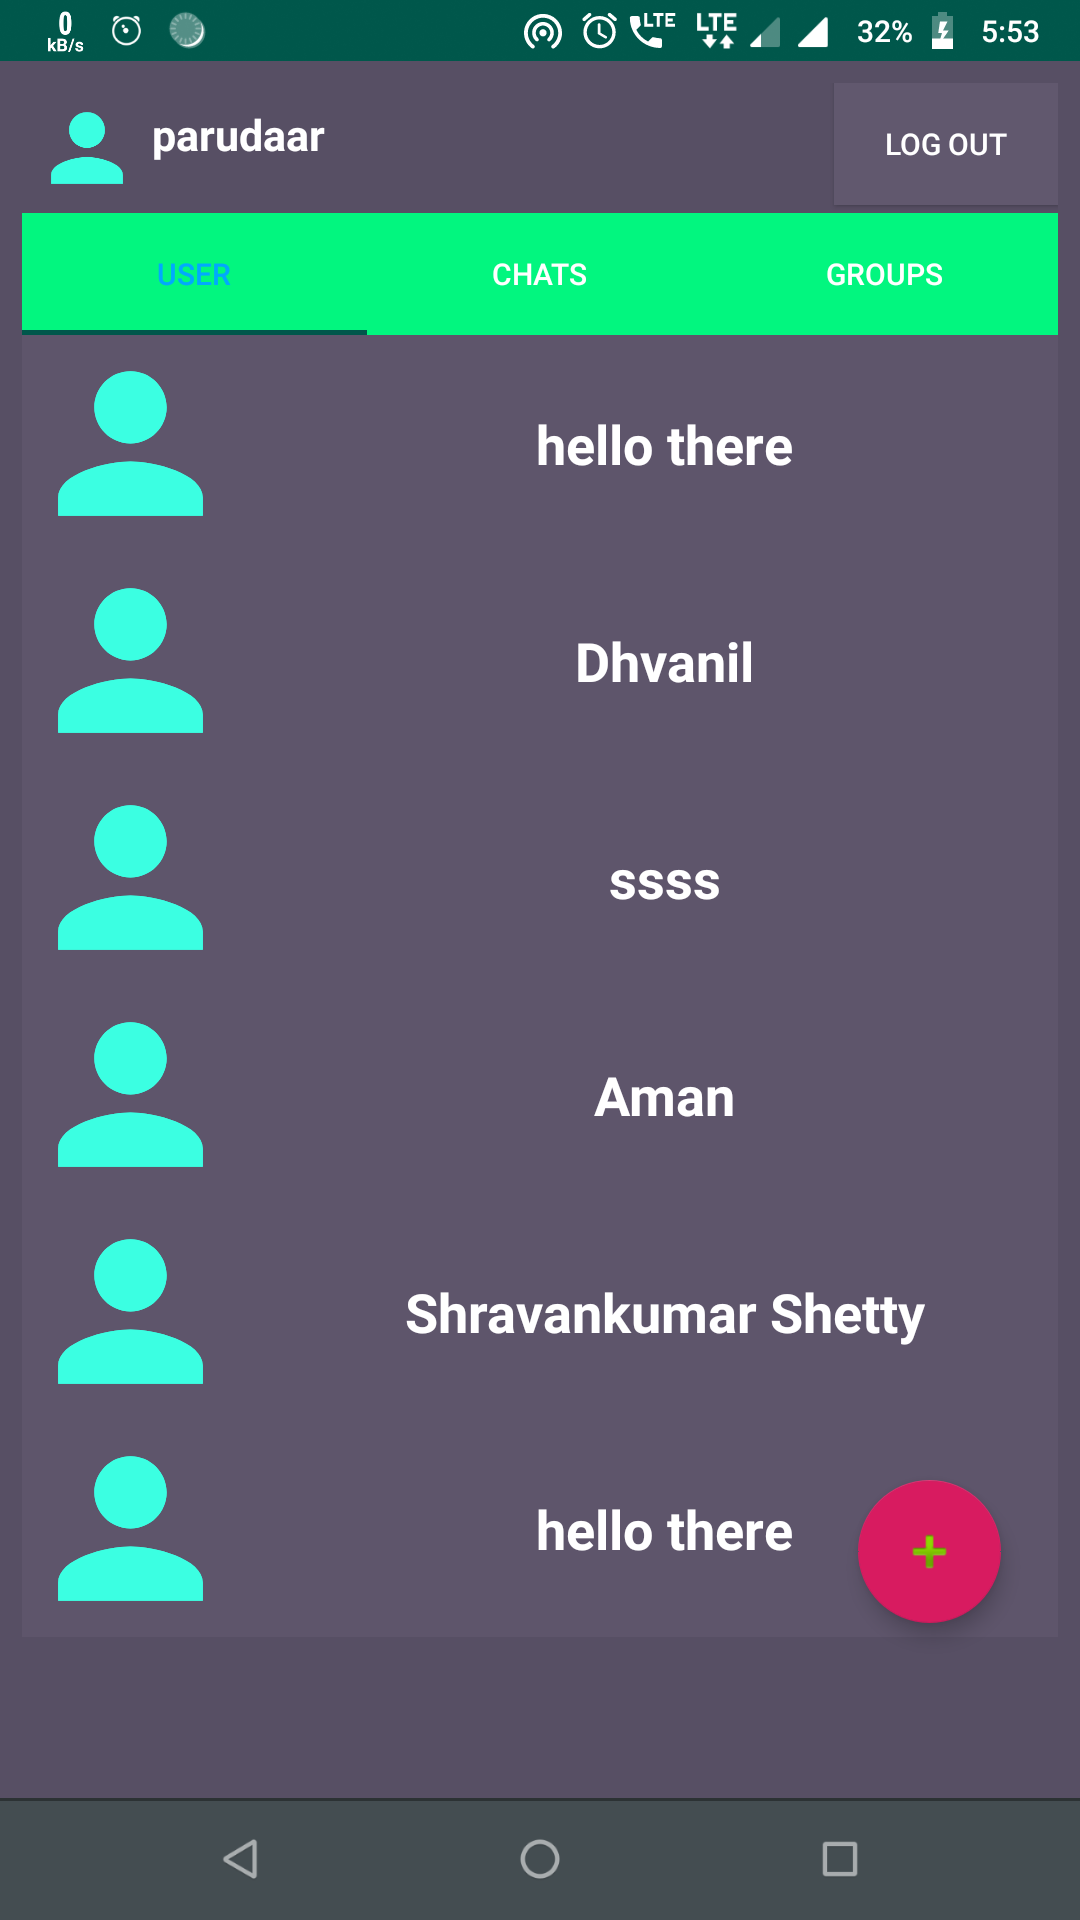 0
kB/s
LTE
LTE
32%
5:53
parudaar
LOG OUT
USER
CHATS
GROUPS
hello there
Dhvanil
ssss
Aman
Shravankumar Shetty
hello there